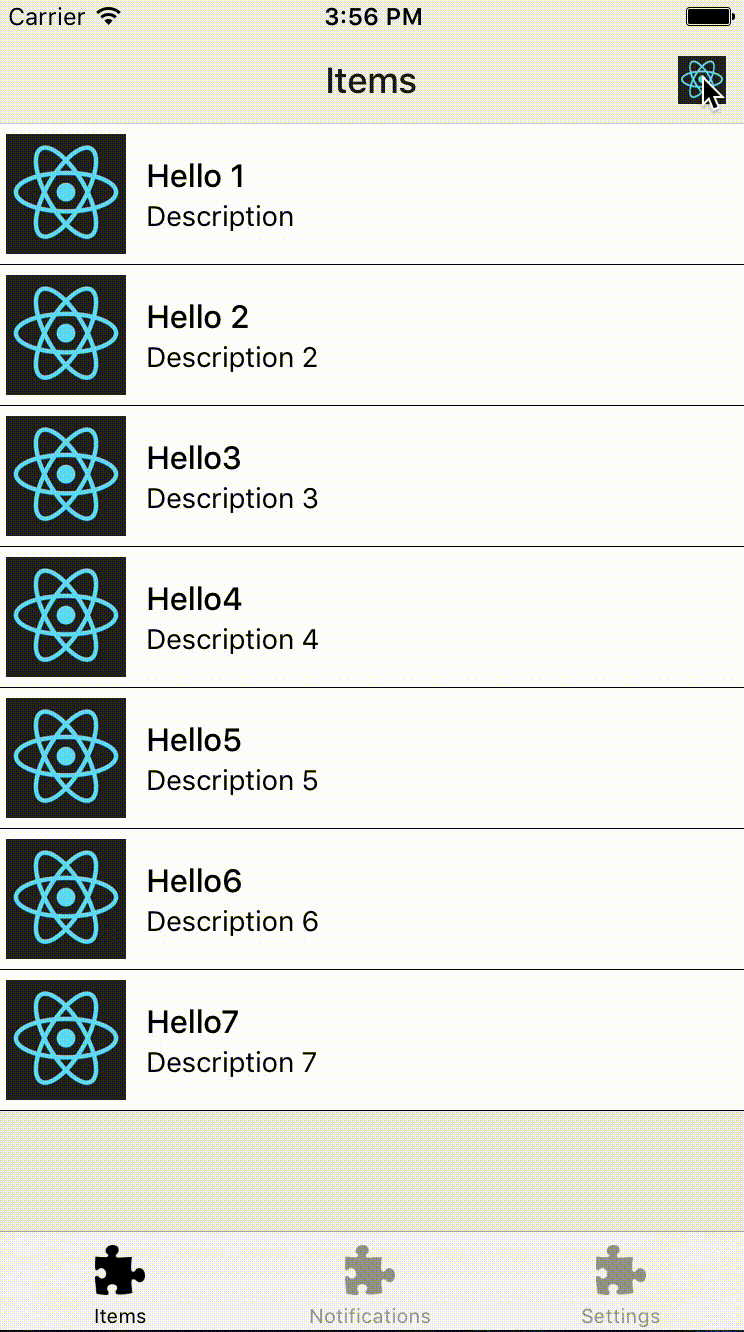 Carrier 3:56 PM
Items
Hello 1
Description
Hello 2
Description 2
Hello3
Description 3
Hello4
Description 4
Hello5
Description 5
Hello6
Description 6
Hello7
Description 7
Items Notifications Settings